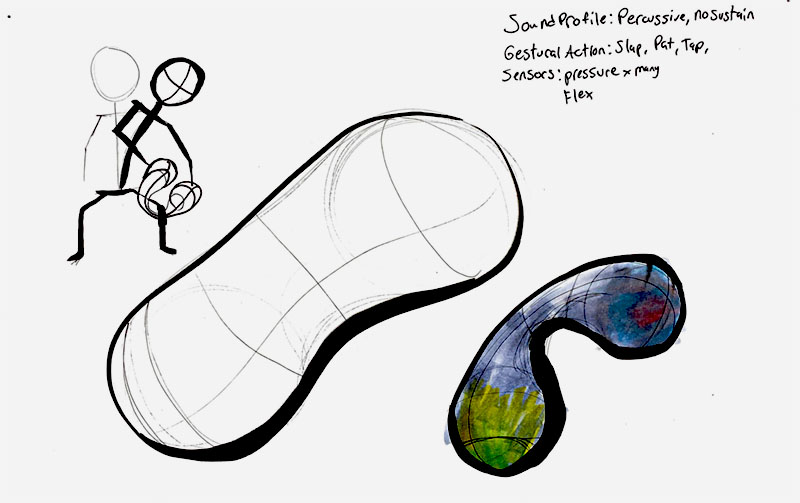 Sound Profile: Percussive, no sustain
Gestural Action: Slap, Pat, Tap,
Sensors: pressure x many
Flex